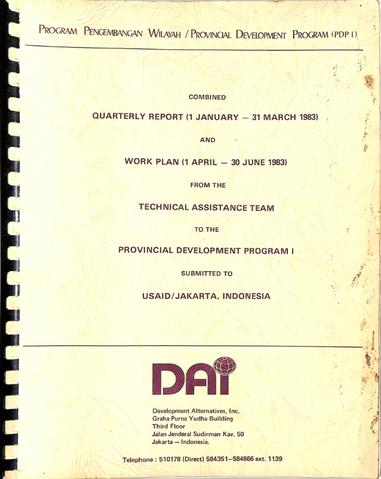 PROGRAM PENGEMBANGAN WILAYAH / PROVINCIAL DEVELOPMENT PROGRAM (PDP I)
COMBINED
QUARTERLY REPORT (1 JANUARY — 31 MARCH 1983)
AND
WORK PLAN (1 APRIL — 30 JUNE 1983)
FROM THE
TECHNICAL ASSISTANCE TEAM
TO THE
PROVINCIAL DEVELOPMENT PROGRAM I
SUBMITTED TO
USAID/JAKARTA, INDONESIA
DAI
Development Alternatives, Inc.
Graha Purna Yudha Building
Third Floor
Jalan Jenderal Sudirman Kav. 50
Jakarta — Indonesia.
Telephone : 510178 (Direct) 584351—584666 ext. 1139